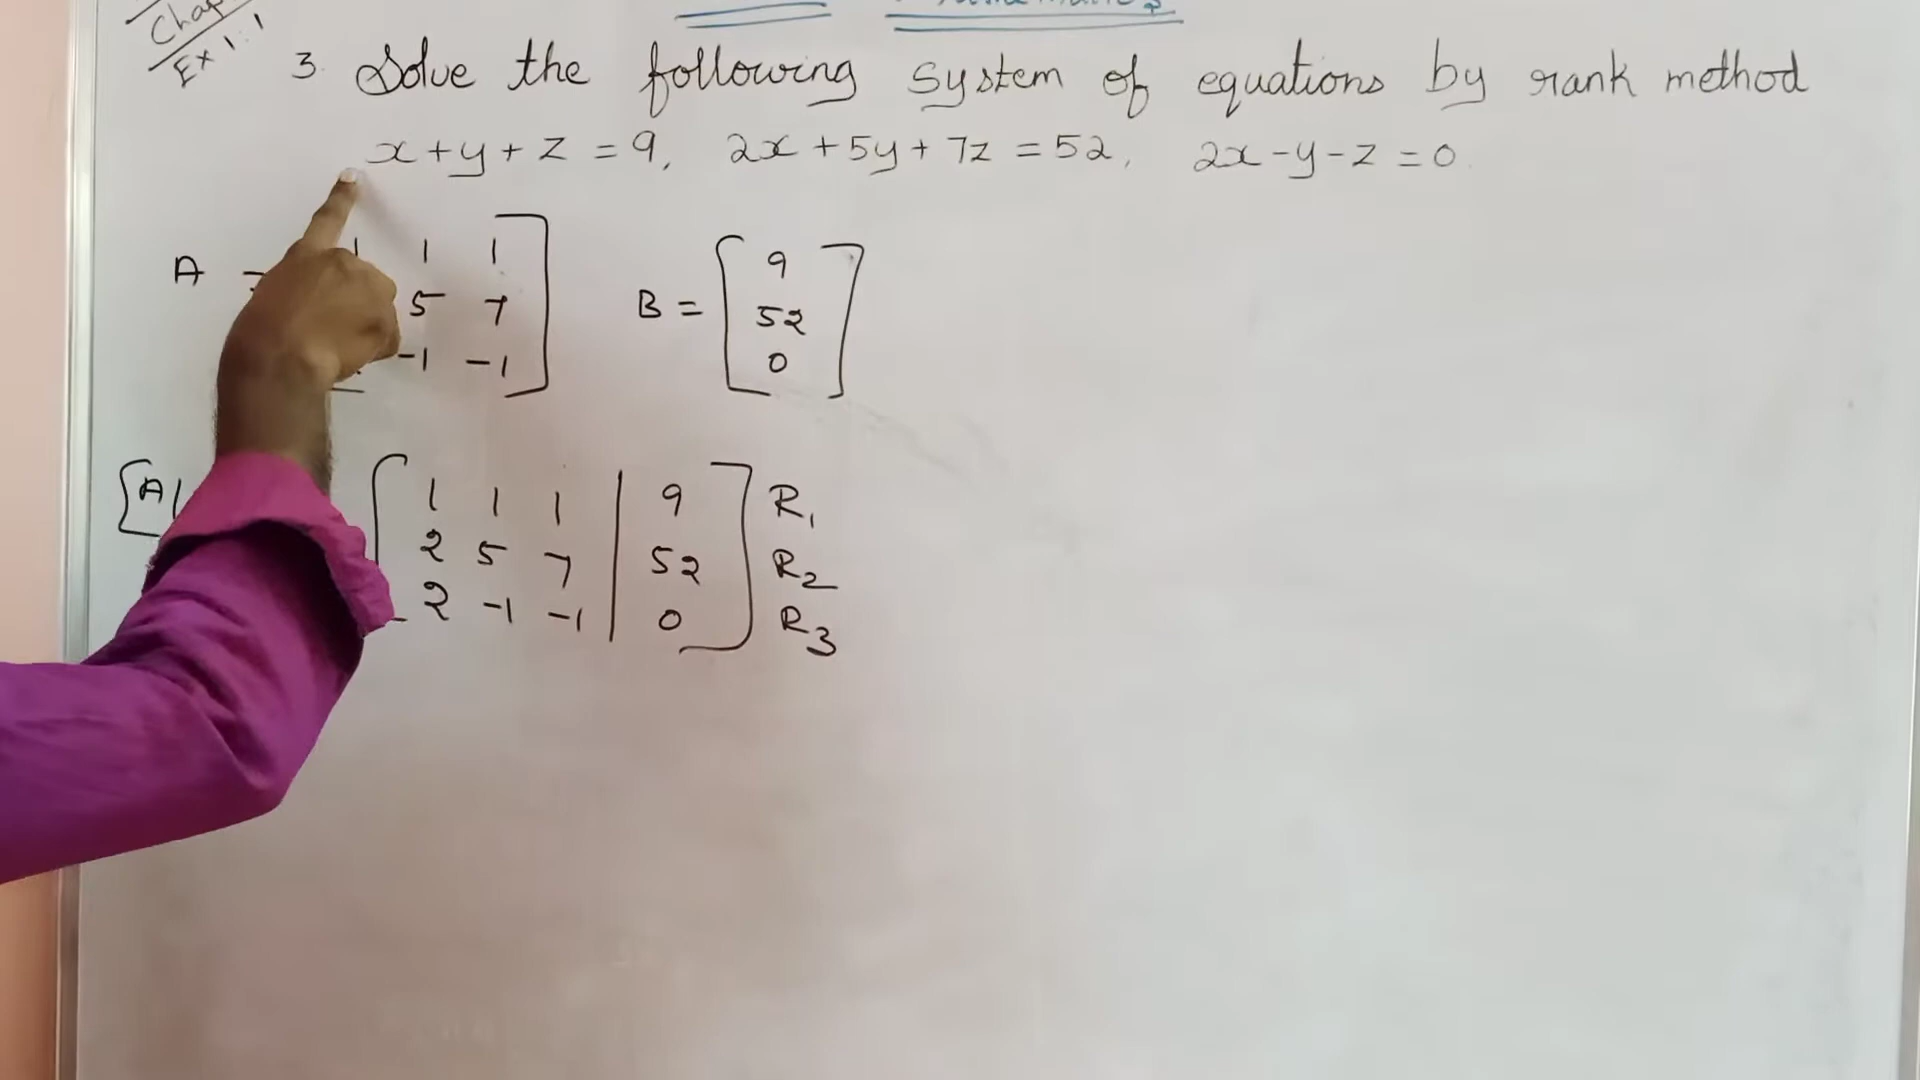 Ex 1.1
3. Solve the following system of equations by rank method
x + y + z = 9, 2x + 5y + 7z = 52, 2x - y - z = 0.
A = 1 1 1
5 7
-1 -1
B = 9
52
0
[A|
1 1 1 | 9 R1
2 5 7 | 52 R2
2 -1 -1 | 0 R3